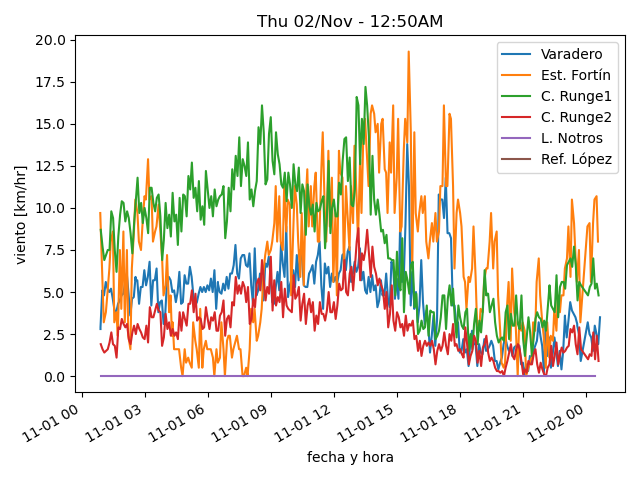 Thu 02/Nov - 12:50AM
20.0
17.5
15.0
12.5
10.0
7.5
5.0
2.5
0.0
viento [km/hr]
Varadero
Est. Fortín
C. Runge1
C. Runge2
L. Notros
Ref. López
11-01 00
11-01 03
11-01 06
11-01 09
11-01 12
11-01 15
11-01 18
11-01 21
11-02 00
fecha y hora